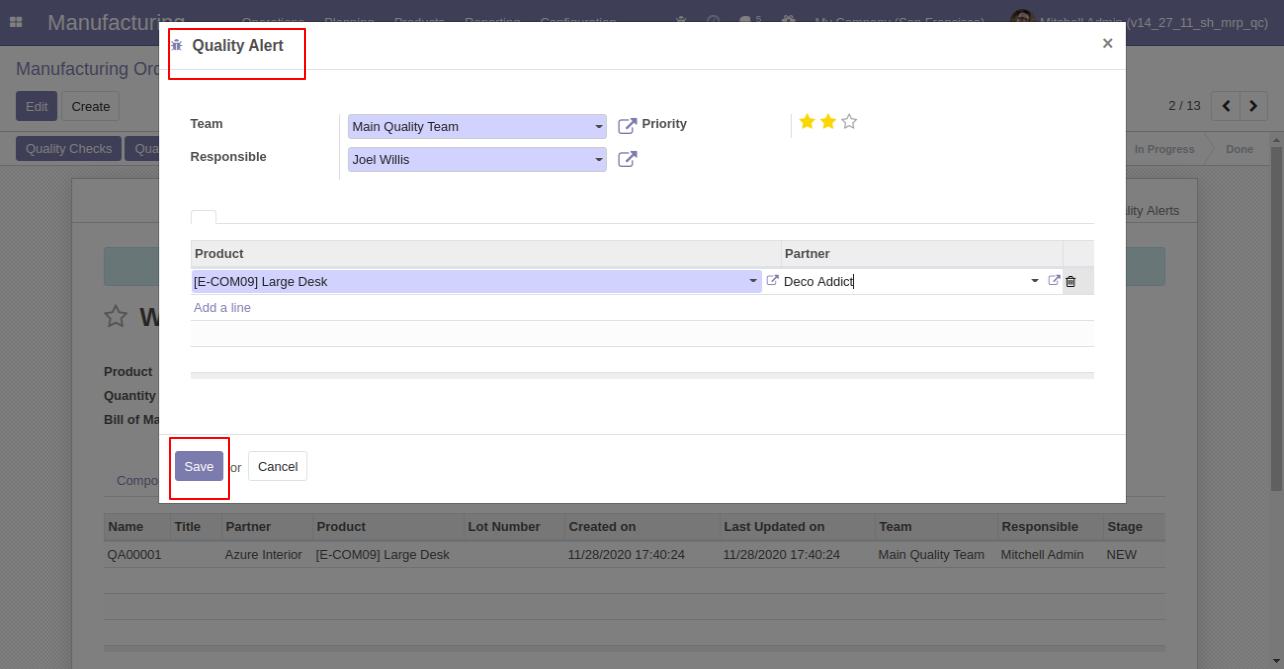 Manufacturing Operations Planning Products Reporting Configuration 5 My Company (San Francisco) Mitchell Admin (v14_27_11_sh_mrp_qc)
Quality Alert ×
Manufacturing Ord
Edit Create 2 / 13
Team Main Quality Team Priority
Quality Checks Qua In Progress Done
Responsible Joel Willis
lity Alerts
Product Partner
[E-COM09] Large Desk Deco Addict
Add a line
W
Product
Quantity
Bill of Ma
Save or Cancel
Compo
Name Title Partner Product Lot Number Created on Last Updated on Team Responsible Stage
QA00001 Azure Interior [E-COM09] Large Desk 11/28/2020 17:40:24 11/28/2020 17:40:24 Main Quality Team Mitchell Admin NEW